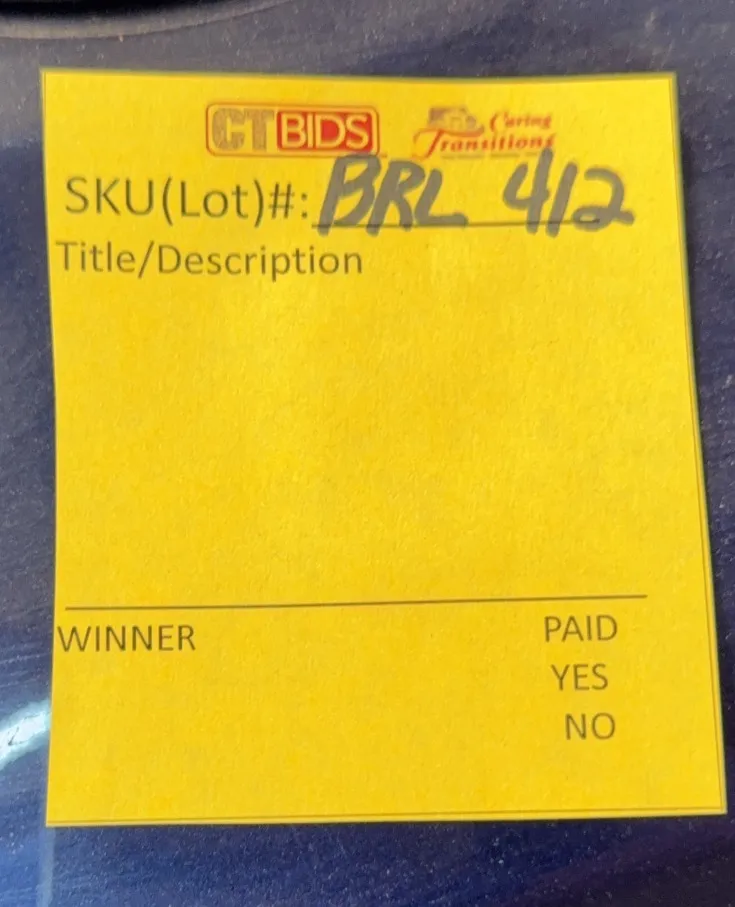 CTBIDS Caring Transitions
SKU(Lot)#: BRL 412
Title/Description
WINNER PAID
YES
NO